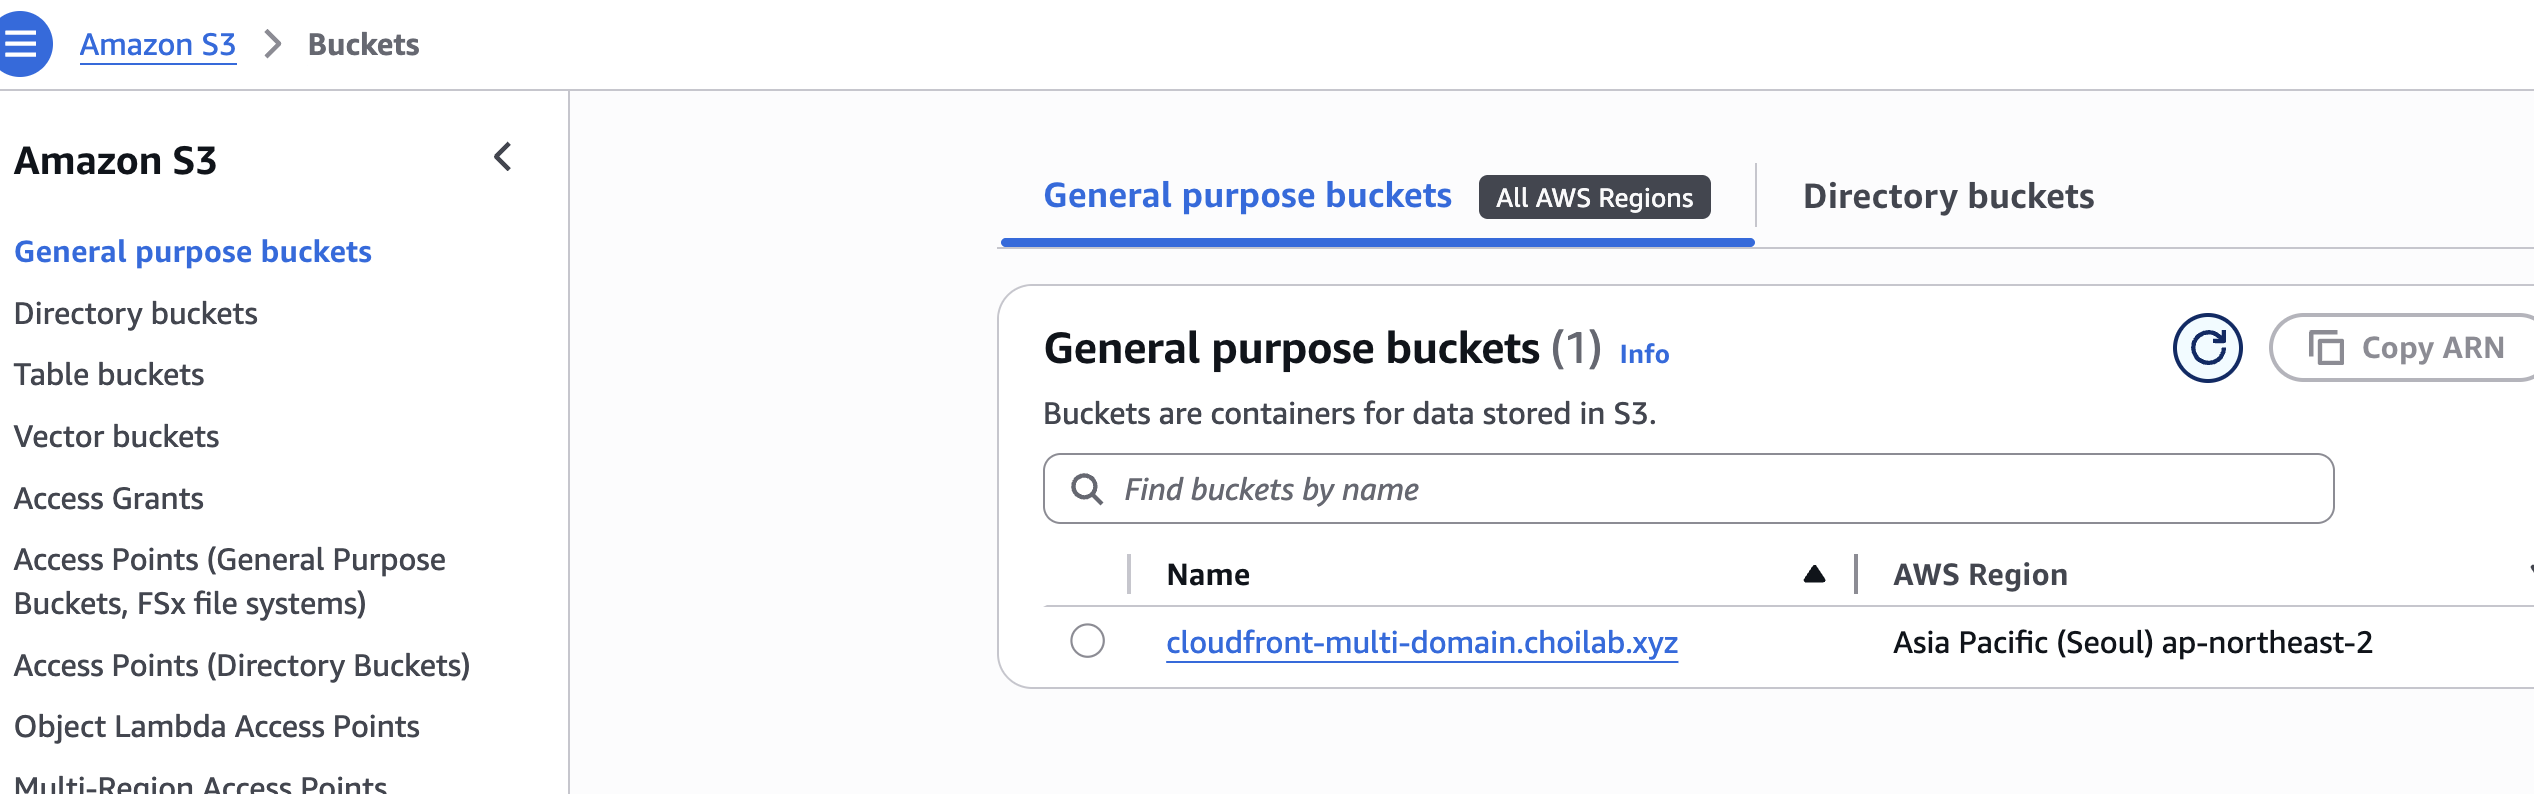 Amazon S3 > Buckets
Amazon S3
General purpose buckets
Directory buckets
Table buckets
Vector buckets
Access Grants
Access Points (General Purpose
Buckets, FSx file systems)
Access Points (Directory Buckets)
Object Lambda Access Points
Multi-Region Access Points
General purpose buckets All AWS Regions Directory buckets
General purpose buckets (1) Info
Copy ARN
Buckets are containers for data stored in S3.
Find buckets by name
Name AWS Region
cloudfront-multi-domain.choilab.xyz Asia Pacific (Seoul) ap-northeast-2